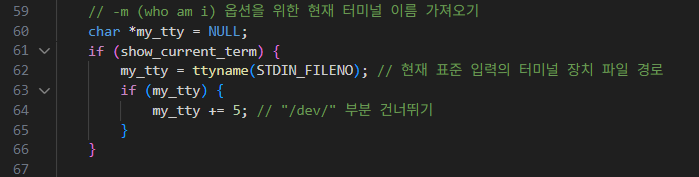 59 // -m (who am i) 옵션을 위한 현재 터미널 이름 가져오기
60 char *my_tty = NULL;
61 if (show_current_term) {
62 my_tty = ttyname(STDIN_FILENO); // 현재 표준 입력의 터미널 장치 파일 경로
63 if (my_tty) {
64 my_tty += 5; // "/dev/" 부분 건너뛰기
65 }
66 }
67